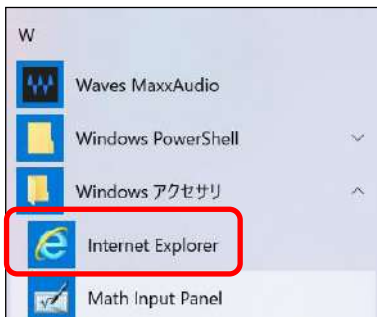 W
Waves MaxxAudio
Windows PowerShell
Windows アクセサリ
Internet Explorer
Math Input Panel